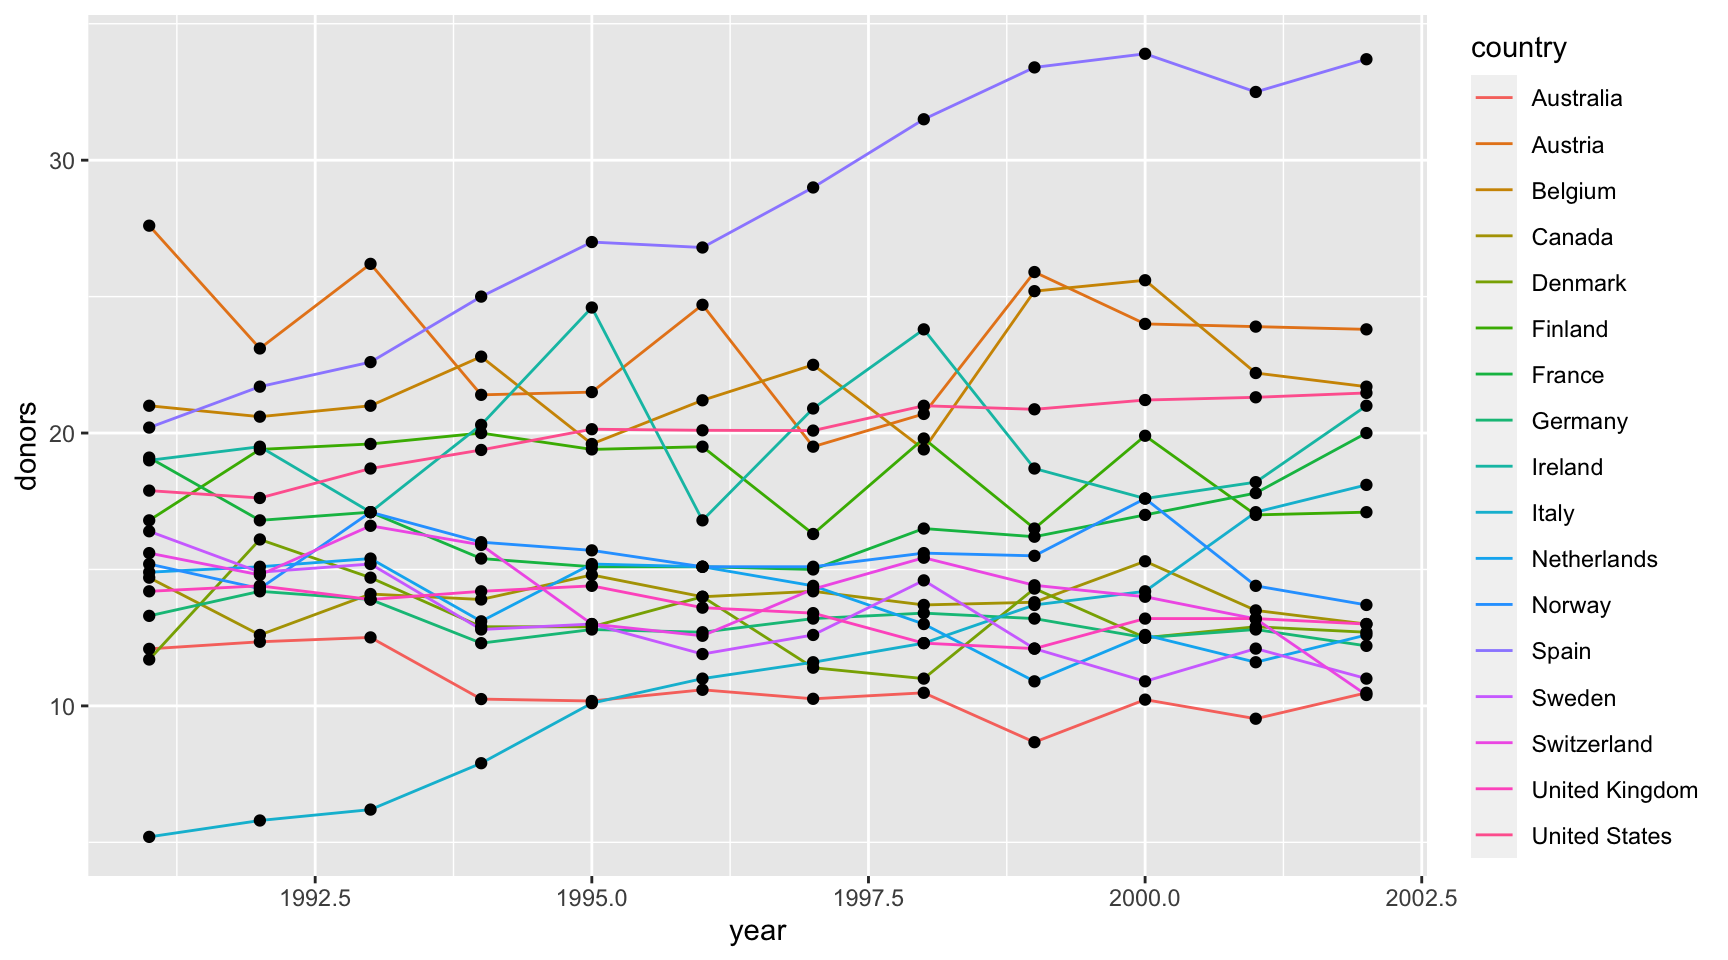 country
Australia
Austria
Belgium
Canada
Denmark
Finland
France
Germany
Ireland
Italy
Netherlands
Norway
Spain
Sweden
Switzerland
United Kingdom
United States
donors
30
20
10
1992.5 1995.0 1997.5 2000.0 2002.5
year